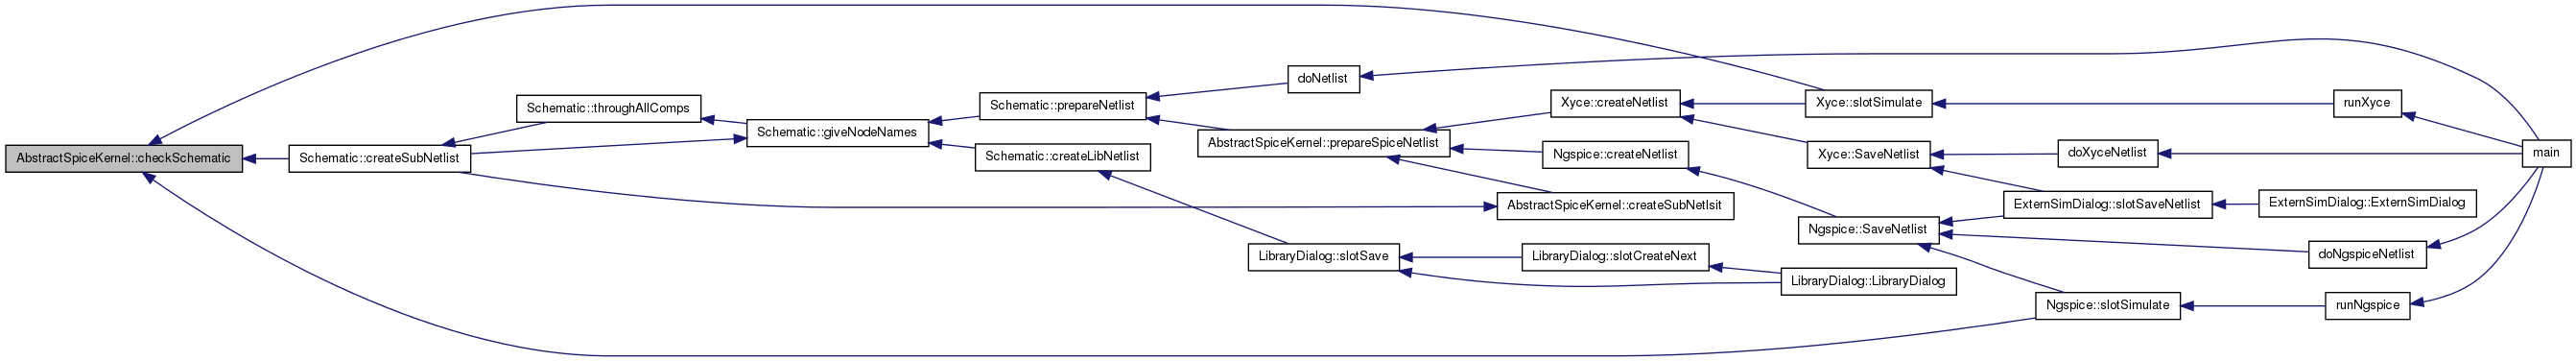 AbstractSpiceKernel::checkSchematic
Schematic::createSubNetlist
Schematic::throughAllComps
Schematic::giveNodeNames
Schematic::prepareNetlist
doNetlist
main
AbstractSpiceKernel::prepareSpiceNetlist
Xyce::createNetlist
Xyce::slotSimulate
runXyce
Xyce::SaveNetlist
doXyceNetlist
ExternSimDialog::slotSaveNetlist
ExternSimDialog::ExternSimDialog
Ngspice::createNetlist
Ngspice::SaveNetlist
doNgspiceNetlist
Ngspice::slotSimulate
runNgspice
AbstractSpiceKernel::createSubNetlsit
Schematic::createLibNetlist
LibraryDialog::slotSave
LibraryDialog::slotCreateNext
LibraryDialog::LibraryDialog